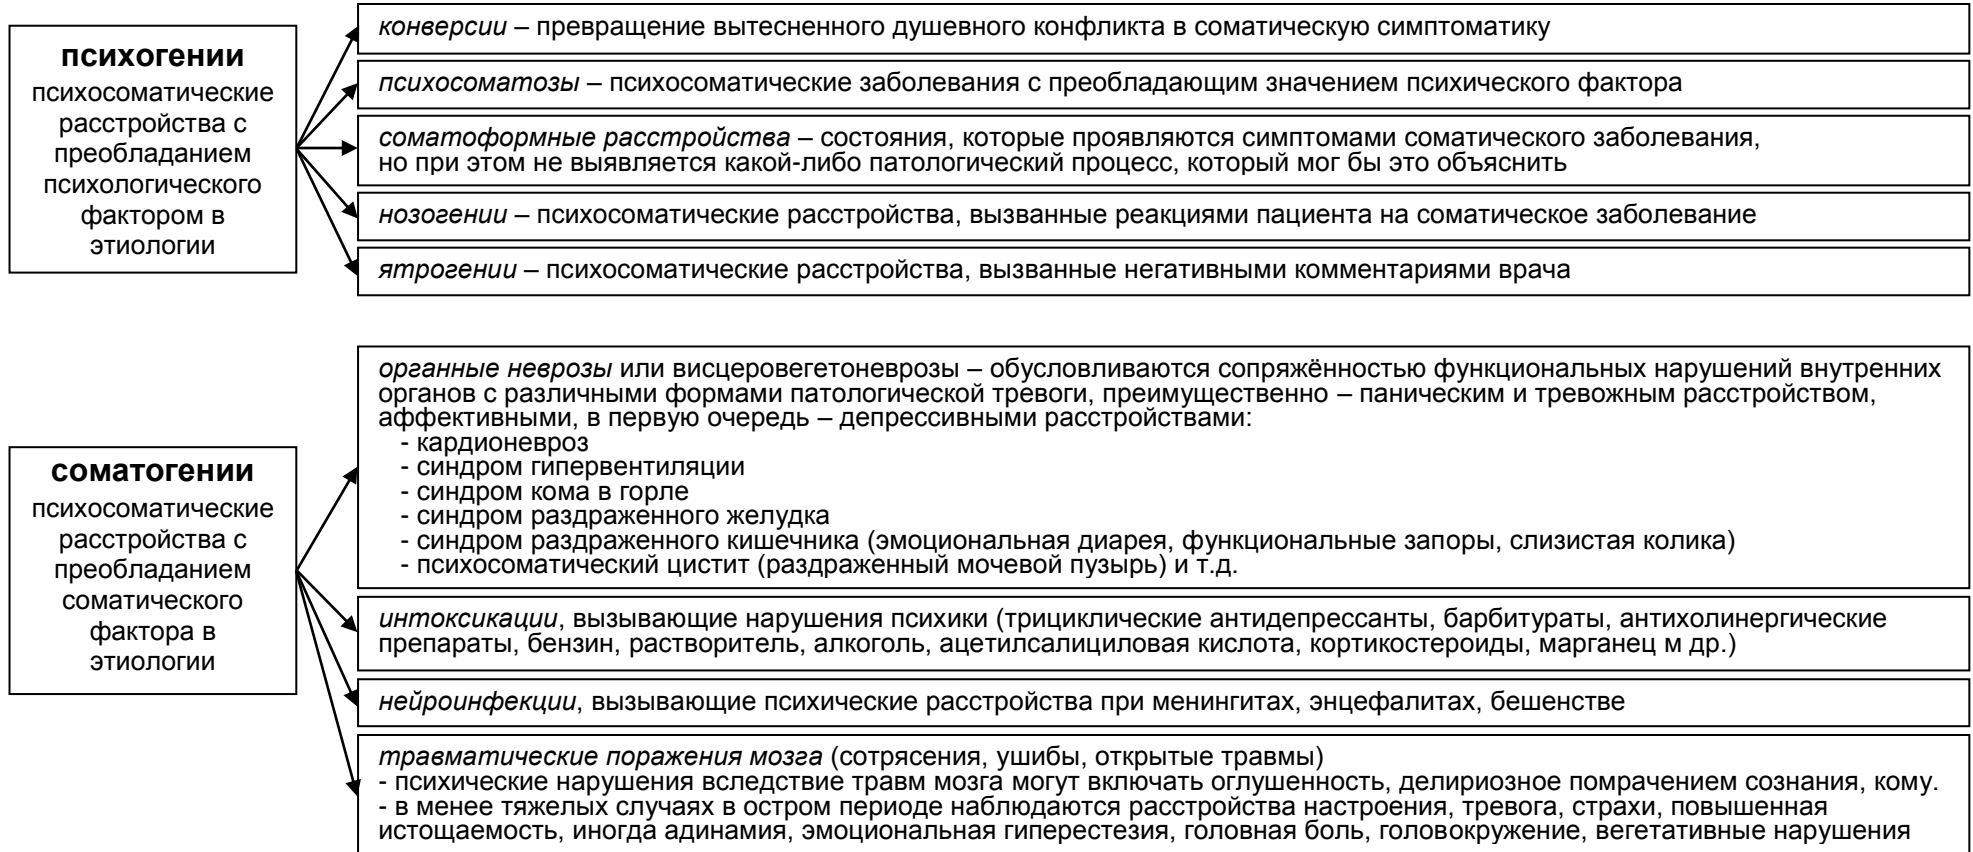 психогении
психосоматические
расстройства с
преобладанием
психологического
фактором в
этиологии
конверсии – превращение вытесненного душевного конфликта в соматическую симптоматику
психосоматозы – психосоматические заболевания с преобладающим значением психического фактора
соматоформные расстройства – состояния, которые проявляются симптомами соматического заболевания,
но при этом не выявляется какой-либо патологический процесс, который мог бы это объяснить
нозогении – психосоматические расстройства, вызванные реакциями пациента на соматическое заболевание
ятрогении – психосоматические расстройства, вызванные негативными комментариями врача
соматогении
психосоматические
расстройства с
преобладанием
соматического
фактора в
этиологии
органные неврозы или висцеровегетоневрозы – обусловливаются сопряжённостью функциональных нарушений внутренних
органов с различными формами патологической тревоги, преимущественно – паническим и тревожным расстройством,
аффективными, в первую очередь – депрессивными расстройствами:
- кардионевроз
- синдром гипервентиляции
- синдром кома в горле
- синдром раздраженного желудка
- синдром раздраженного кишечника (эмоциональная диарея, функциональные запоры, слизистая колика)
- психосоматический цистит (раздраженный мочевой пузырь) и т.д.
интоксикации, вызывающие нарушения психики (трициклические антидепрессанты, барбитураты, антихолинергические
препараты, бензин, растворитель, алкоголь, ацетилсалициловая кислота, кортикостероиды, марганец м др.)
нейроинфекции, вызывающие психические расстройства при менингитах, энцефалитах, бешенстве
травматические поражения мозга (сотрясения, ушибы, открытые травмы)
- психические нарушения вследствие травм мозга могут включать оглушенность, делириозное помрачением сознания, кому.
- в менее тяжелых случаях в остром периоде наблюдаются расстройства настроения, тревога, страхи, повышенная
истощаемость, иногда адинамия, эмоциональная гиперестезия, головная боль, головокружение, вегетативные нарушения